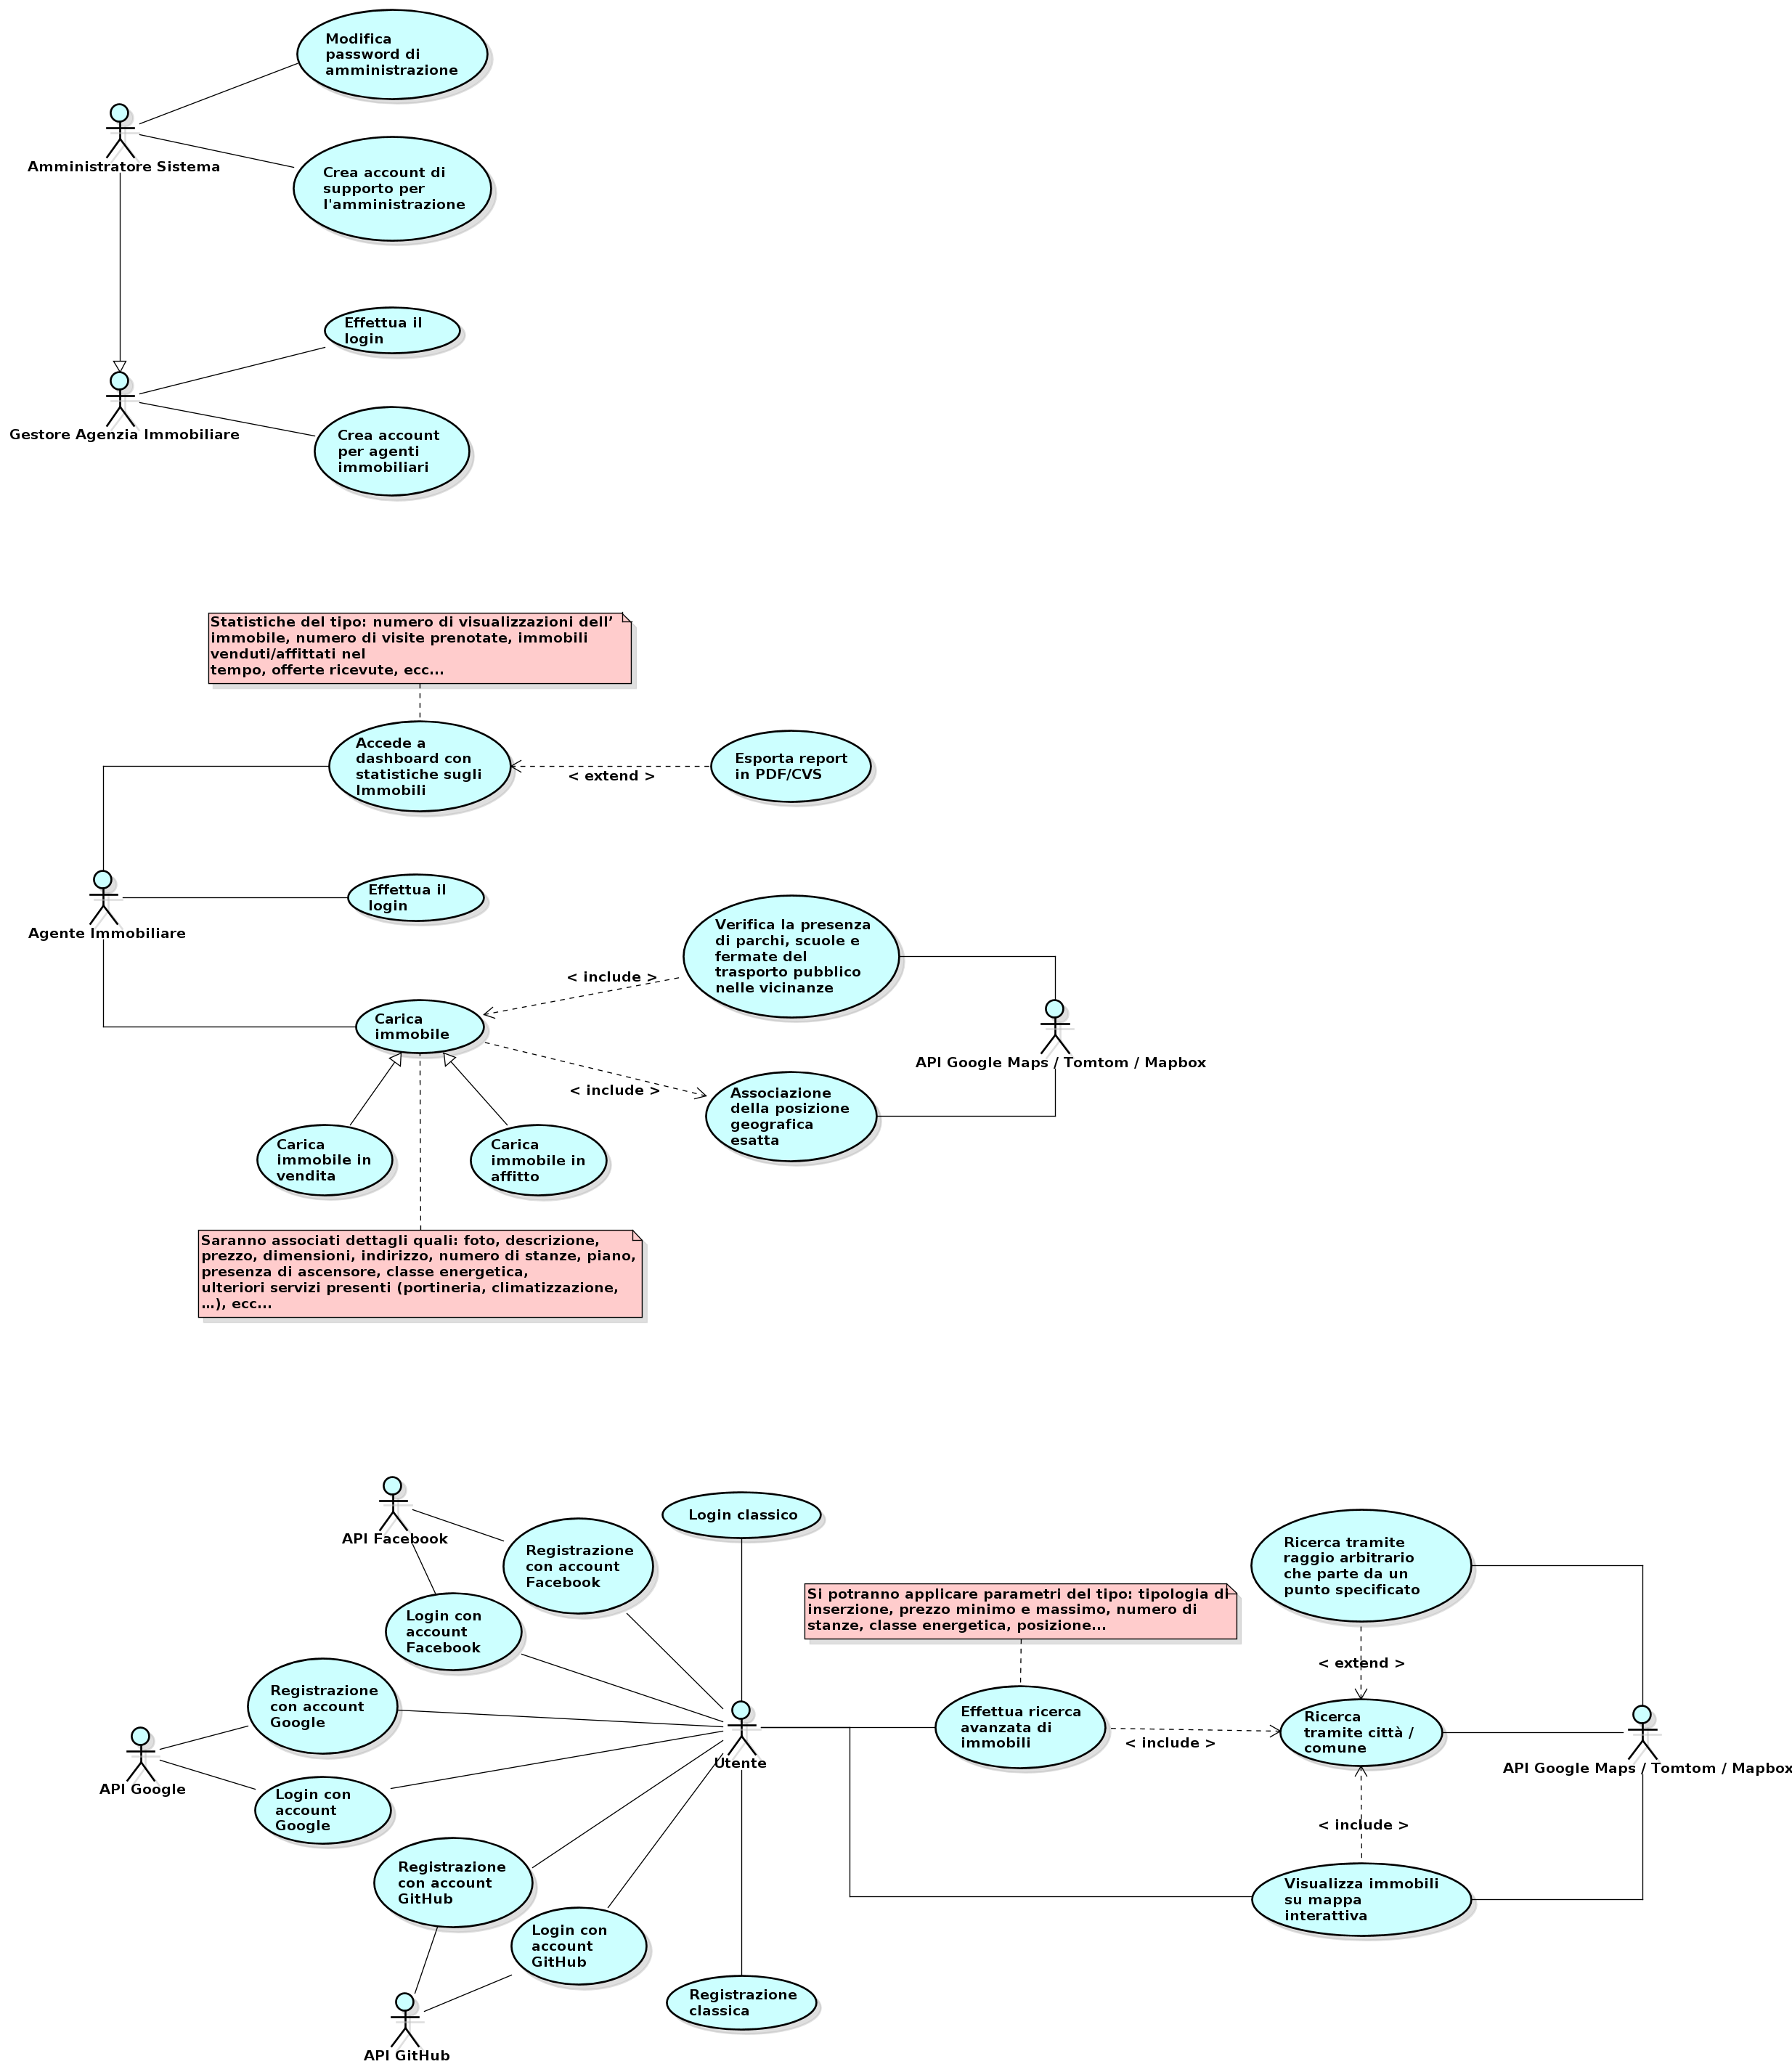 Modifica
password di
amministrazione
Amministratore Sistema
Crea account di
supporto per
l'amministrazione
Effettua il
login
Gestore Agenzia Immobiliare
Crea account
per agenti
immobiliari
Statistiche del tipo: numero di visualizzazioni dell’
immobile, numero di visite prenotate, immobili
venduti/affittati nel
tempo, offerte ricevute, ecc...
Accede a
dashboard con
statistiche sugli
Immobili
< extend >
Esporta report
in PDF/CVS
Effettua il
login
Agente Immobiliare
Verifica la presenza
di parchi, scuole e
fermate del
trasporto pubblico
nelle vicinanze
< include >
Carica
immobile
API Google Maps / Tomtom / Mapbox
< include >
Associazione
della posizione
geografica
esatta
Carica
immobile in
vendita
Carica
immobile in
affitto
Saranno associati dettagli quali: foto, descrizione,
prezzo, dimensioni, indirizzo, numero di stanze, piano,
presenza di ascensore, classe energetica,
ulteriori servizi presenti (portineria, climatizzazione,
…), ecc...
API Facebook
Login classico
Registrazione
con account
Facebook
Ricerca tramite
raggio arbitrario
che parte da un
punto specificato
Si potranno applicare parametri del tipo: tipologia di
inserzione, prezzo minimo e massimo, numero di
stanze, classe energetica, posizione...
Login con
account
Facebook
< extend >
Registrazione
con account
Google
Effettua ricerca
avanzata di
immobili
Ricerca
tramite città /
comune
< include >
Utente
API Google Maps / Tomtom / Mapbox
API Google
Login con
account
Google
< include >
Registrazione
con account
GitHub
Visualizza immobili
su mappa
interattiva
Login con
account
GitHub
Registrazione
classica
API GitHub